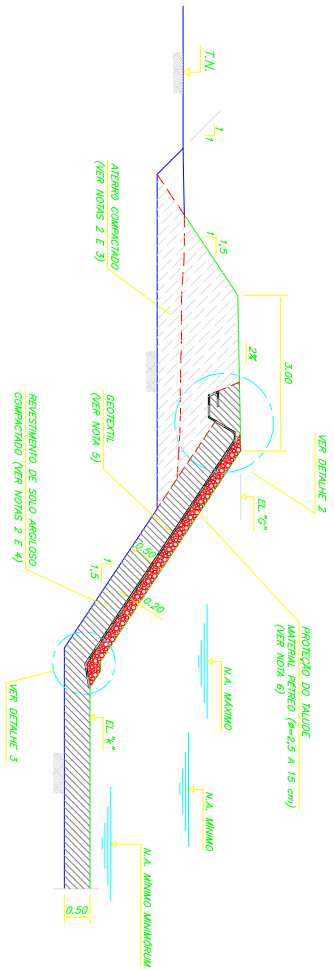 T.N.
1
1
ATERRO COMPACTADO
(VER NOTAS 2 E 3)
1
1,5
2%
3.00
VER DETALHE 2
EL."C"
GEOTEXTIL
(VER NOTA 5)
REVESTIMENTO DE SOLO ARGILOSO
COMPACTADO (VER NOTAS 2 E 4)
1
1,5
0.50
0.20
PROTEÇÃO DO TALUDE
MATERIAL PÉTREO (ø=2,5 A 15 cm)
(VER NOTA 6)
N.A. MÁXIMO
N.A. MÍNIMO
N.A. MÍNIMO MINIMORUM
EL."K"
VER DETALHE 3
0.50